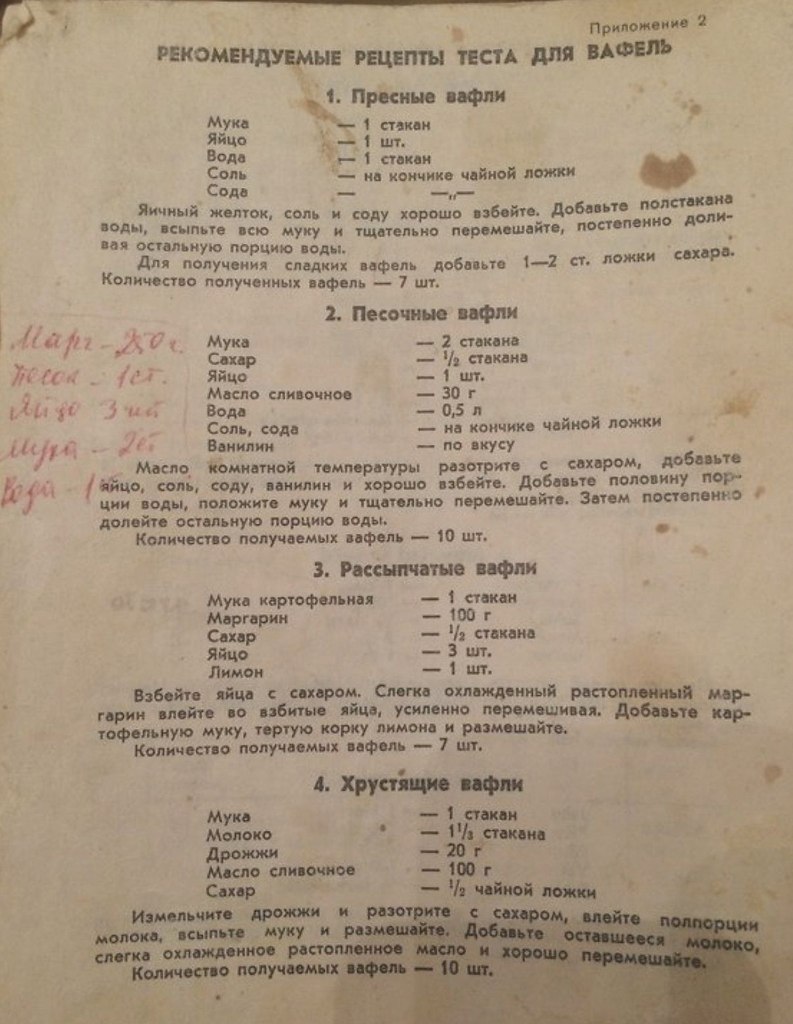 Приложение 2
РЕКОМЕНДУЕМЫЕ РЕЦЕПТЫ ТЕСТА ДЛЯ ВАФЕЛЬ
1. Пресные вафли
Мука — 1 стакан
Яйцо — 1 шт.
Вода — 1 стакан
Соль — на кончике чайной ложки
Сода — —„—
Яичный желток, соль и соду хорошо взбейте. Добавьте полстакана
воды, всыпьте всю муку и тщательно перемешайте, постепенно доли-
вая остальную порцию воды.
Для получения сладких вафель добавьте 1—2 ст. ложки сахара.
Количество полученных вафель — 7 шт.
2. Песочные вафли
Мука — 2 стакана
Сахар — 1/2 стакана
Яйцо — 1 шт.
Масло сливочное — 30 г
Вода — 0,5 л
Соль, сода — на кончике чайной ложки
Ванилин — по вкусу
Марг – 250 г.
Песок – 1 ст.
Яйцо 3 шт
Мука – 2 ст
Вода – 1
Масло комнатной температуры разотрите с сахаром, добавьте
яйцо, соль, соду, ванилин и хорошо взбейте. Добавьте половину пор-
ции воды, положите муку и тщательно перемешайте. Затем постепенно
долейте остальную порцию воды.
Количество получаемых вафель — 10 шт.
3. Рассыпчатые вафли
Мука картофельная — 1 стакан
Маргарин — 100 г
Сахар — 1/2 стакана
Яйцо — 3 шт.
Лимон — 1 шт.
Взбейте яйца с сахаром. Слегка охлажденный растопленный мар-
гарин влейте во взбитые яйца, усиленно перемешивая. Добавьте кар-
тофельную муку, тертую корку лимона и размешайте.
Количество получаемых вафель — 7 шт.
4. Хрустящие вафли
Мука — 1 стакан
Молоко — 1 1/3 стакана
Дрожжи — 20 г
Масло сливочное — 100 г
Сахар — 1/2 чайной ложки
Измельчите дрожжи и разотрите с сахаром, влейте полпорции
молока, всыпьте муку и размешайте. Добавьте оставшееся молоко,
слегка охлажденное растопленное масло и хорошо перемешайте.
Количество получаемых вафель — 10 шт.